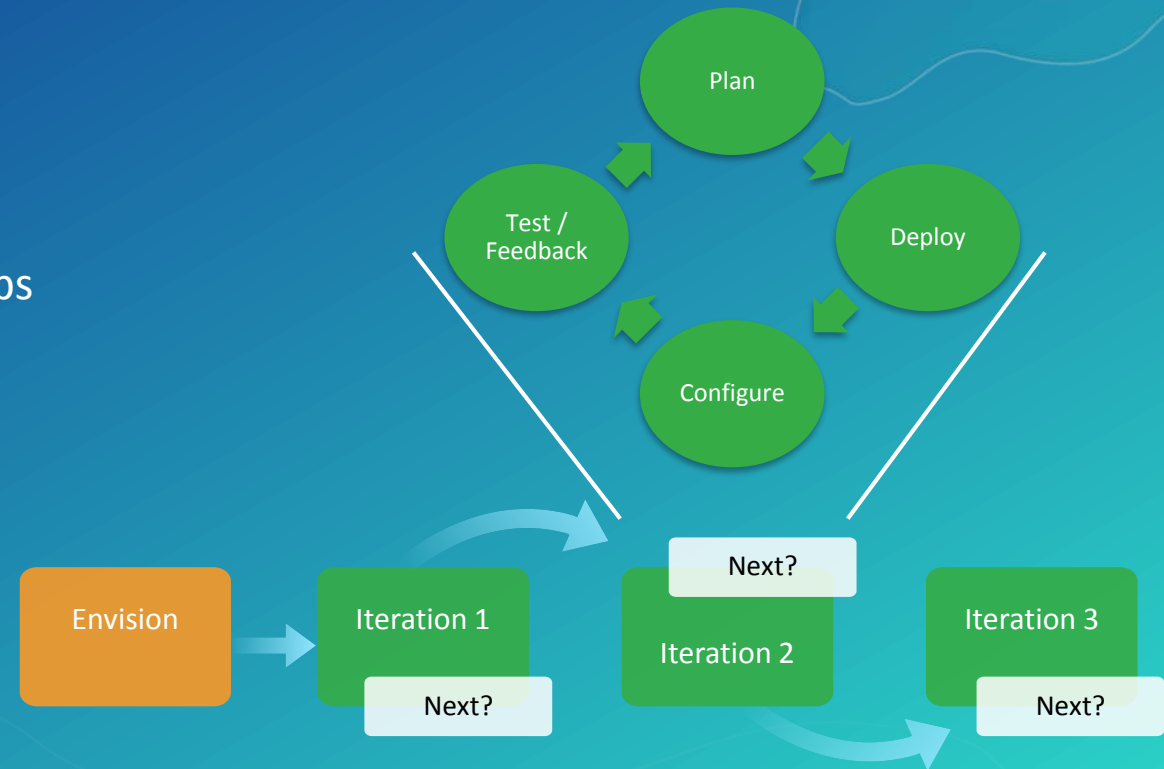 Plan
Test /
Feedback
Deploy
Configure
Next?
Envision
Iteration 1
Iteration 2
Iteration 3
Next?
Next?